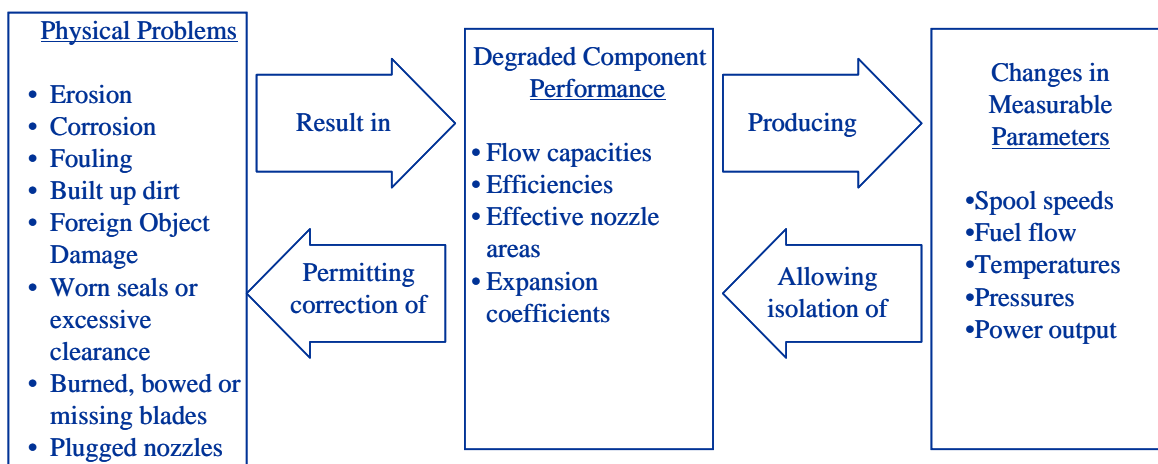 Physical Problems
• Erosion
• Corrosion
• Fouling
• Built up dirt
• Foreign Object
Damage
• Worn seals or
excessive
clearance
• Burned, bowed or
missing blades
• Plugged nozzles
Result in
Permitting
correction of
Degraded Component
Performance
• Flow capacities
• Efficiencies
• Effective nozzle
areas
• Expansion
coefficients
Producing
Allowing
isolation of
Changes in
Measurable
Parameters
•Spool speeds
•Fuel flow
•Temperatures
•Pressures
•Power output